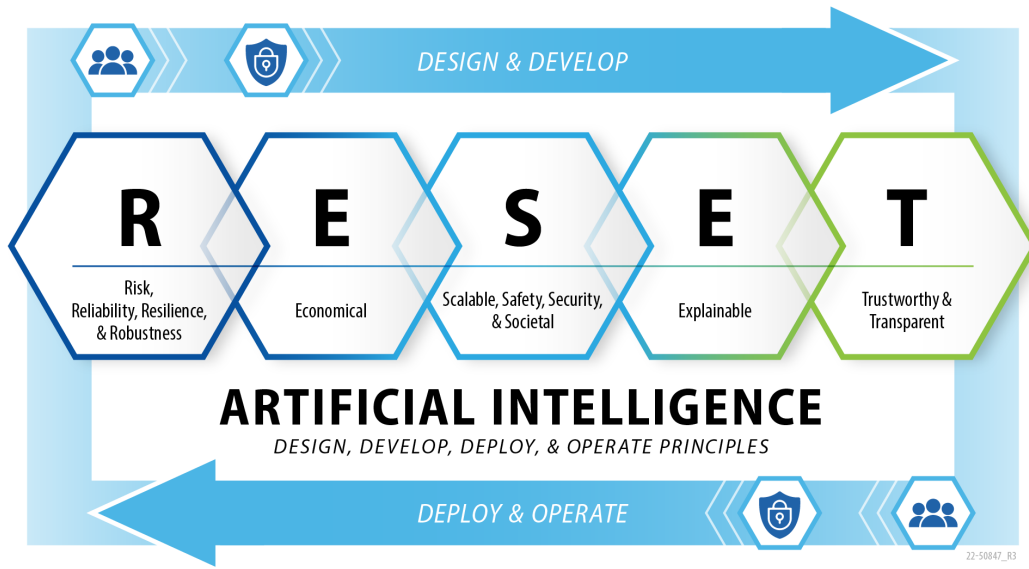 DESIGN & DEVELOP
R
E
S
E
T
Risk,
Reliability, Resilience,
& Robustness
Economical
Scalable, Safety, Security,
& Societal
Explainable
Trustworthy &
Transparent
ARTIFICIAL INTELLIGENCE
DESIGN, DEVELOP, DEPLOY, & OPERATE PRINCIPLES
DEPLOY & OPERATE
22-50847_R3